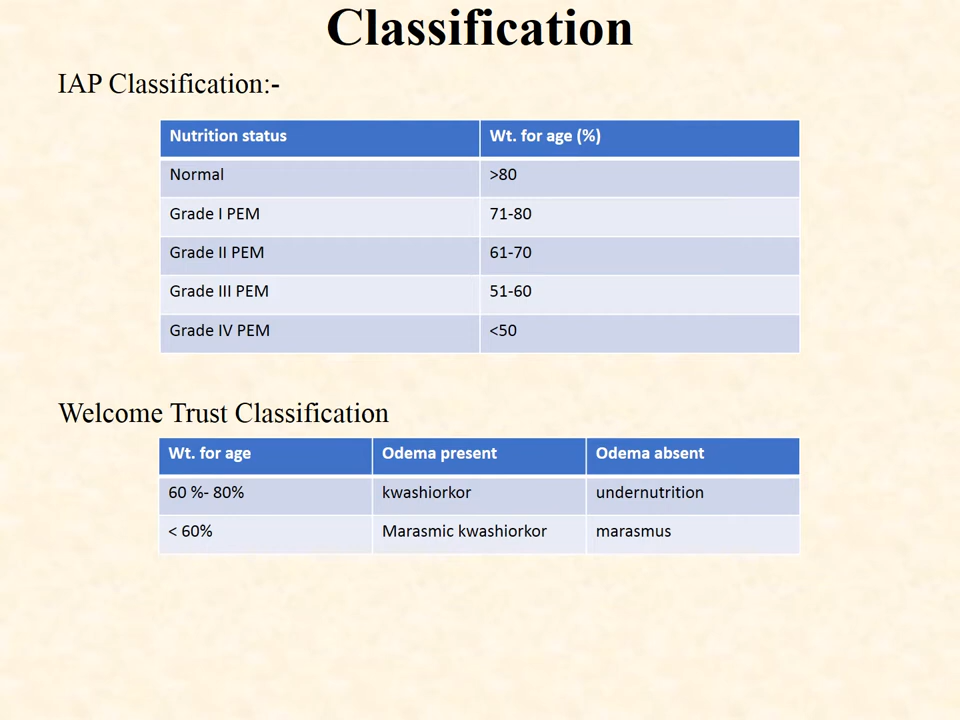 Classification
IAP Classification:-
Nutrition status Wt. for age (%)
Normal >80
Grade I PEM 71-80
Grade II PEM 61-70
Grade III PEM 51-60
Grade IV PEM <50
Welcome Trust Classification
Wt. for age Odema present Odema absent
60 %- 80% kwashiorkor undernutrition
< 60% Marasmic kwashiorkor marasmus